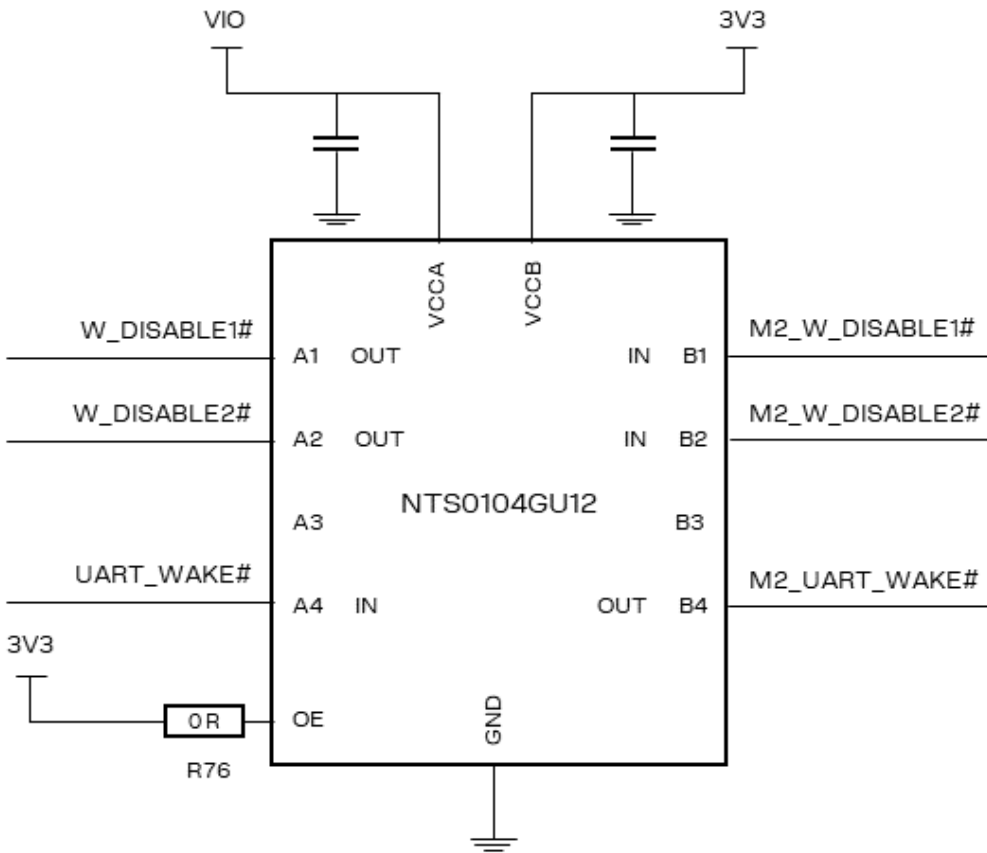 VIO
3V3
VCCA
VCCB
W_DISABLE1#
M2_W_DISABLE1#
A1 OUT
IN B1
W_DISABLE2#
M2_W_DISABLE2#
A2 OUT
IN B2
NTS0104GU12
A3
B3
UART_WAKE#
M2_UART_WAKE#
A4 IN
OUT B4
3V3
0R
OE
GND
R76